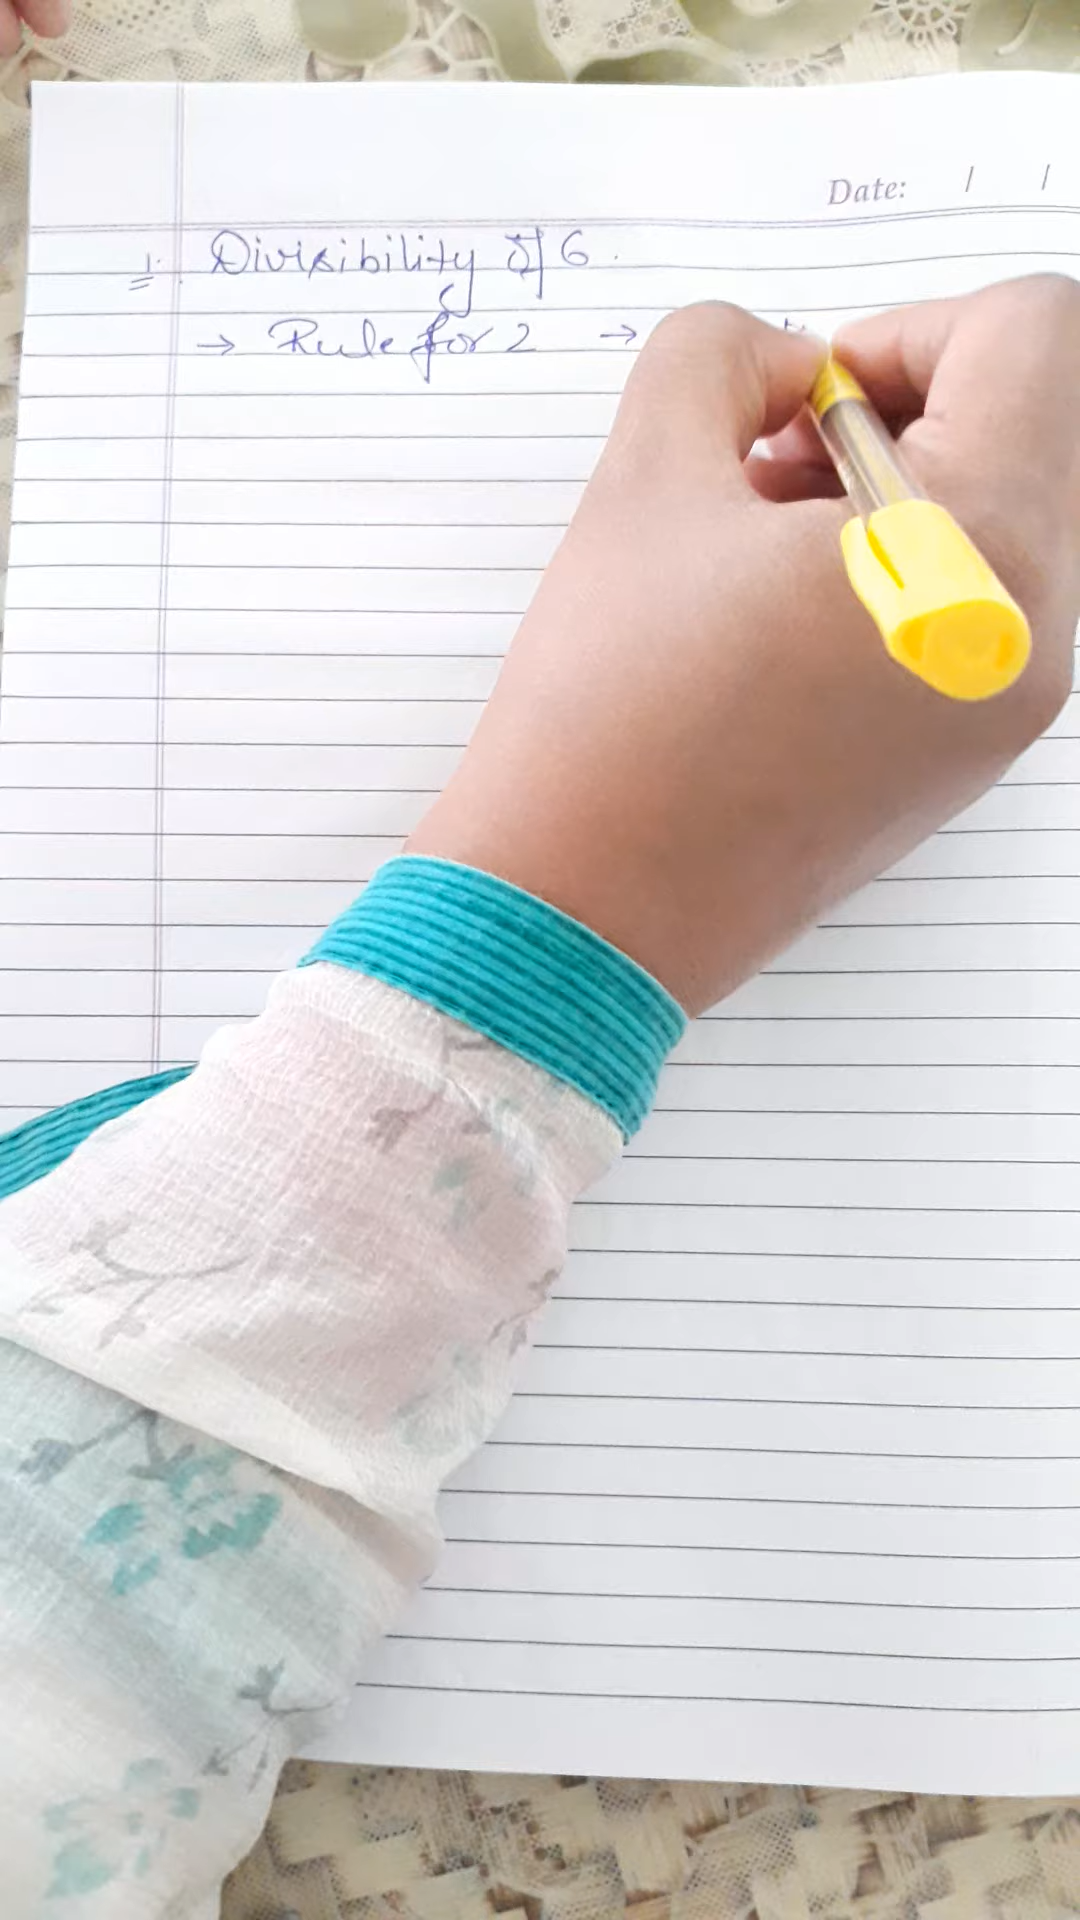 Date: / /
1. Divisibility of 6.
→ Rule for 2 →